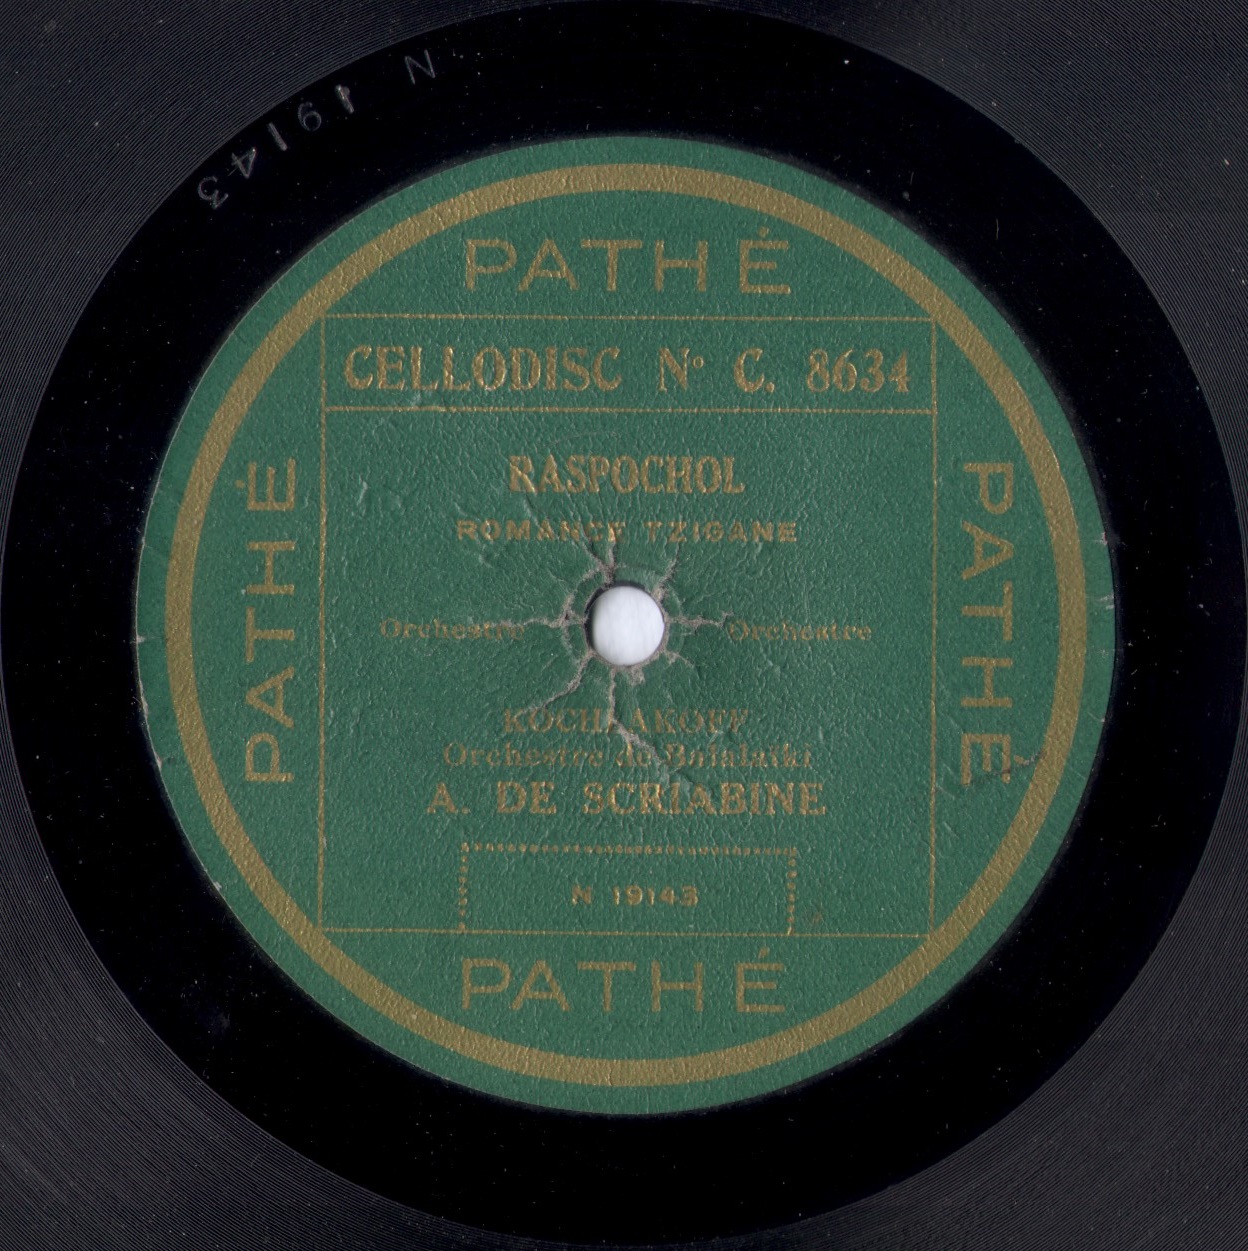 N 19143
PATHÉ
CELLODISC Nº C. 8634
RASPOCHOL
ROMANCE TZIGANE
Orchestre Orchestre
PATHÉ
PATHÉ
Orchestre de Balalaïki
A. DE SCRIABINE
N 19143
PATHÉ